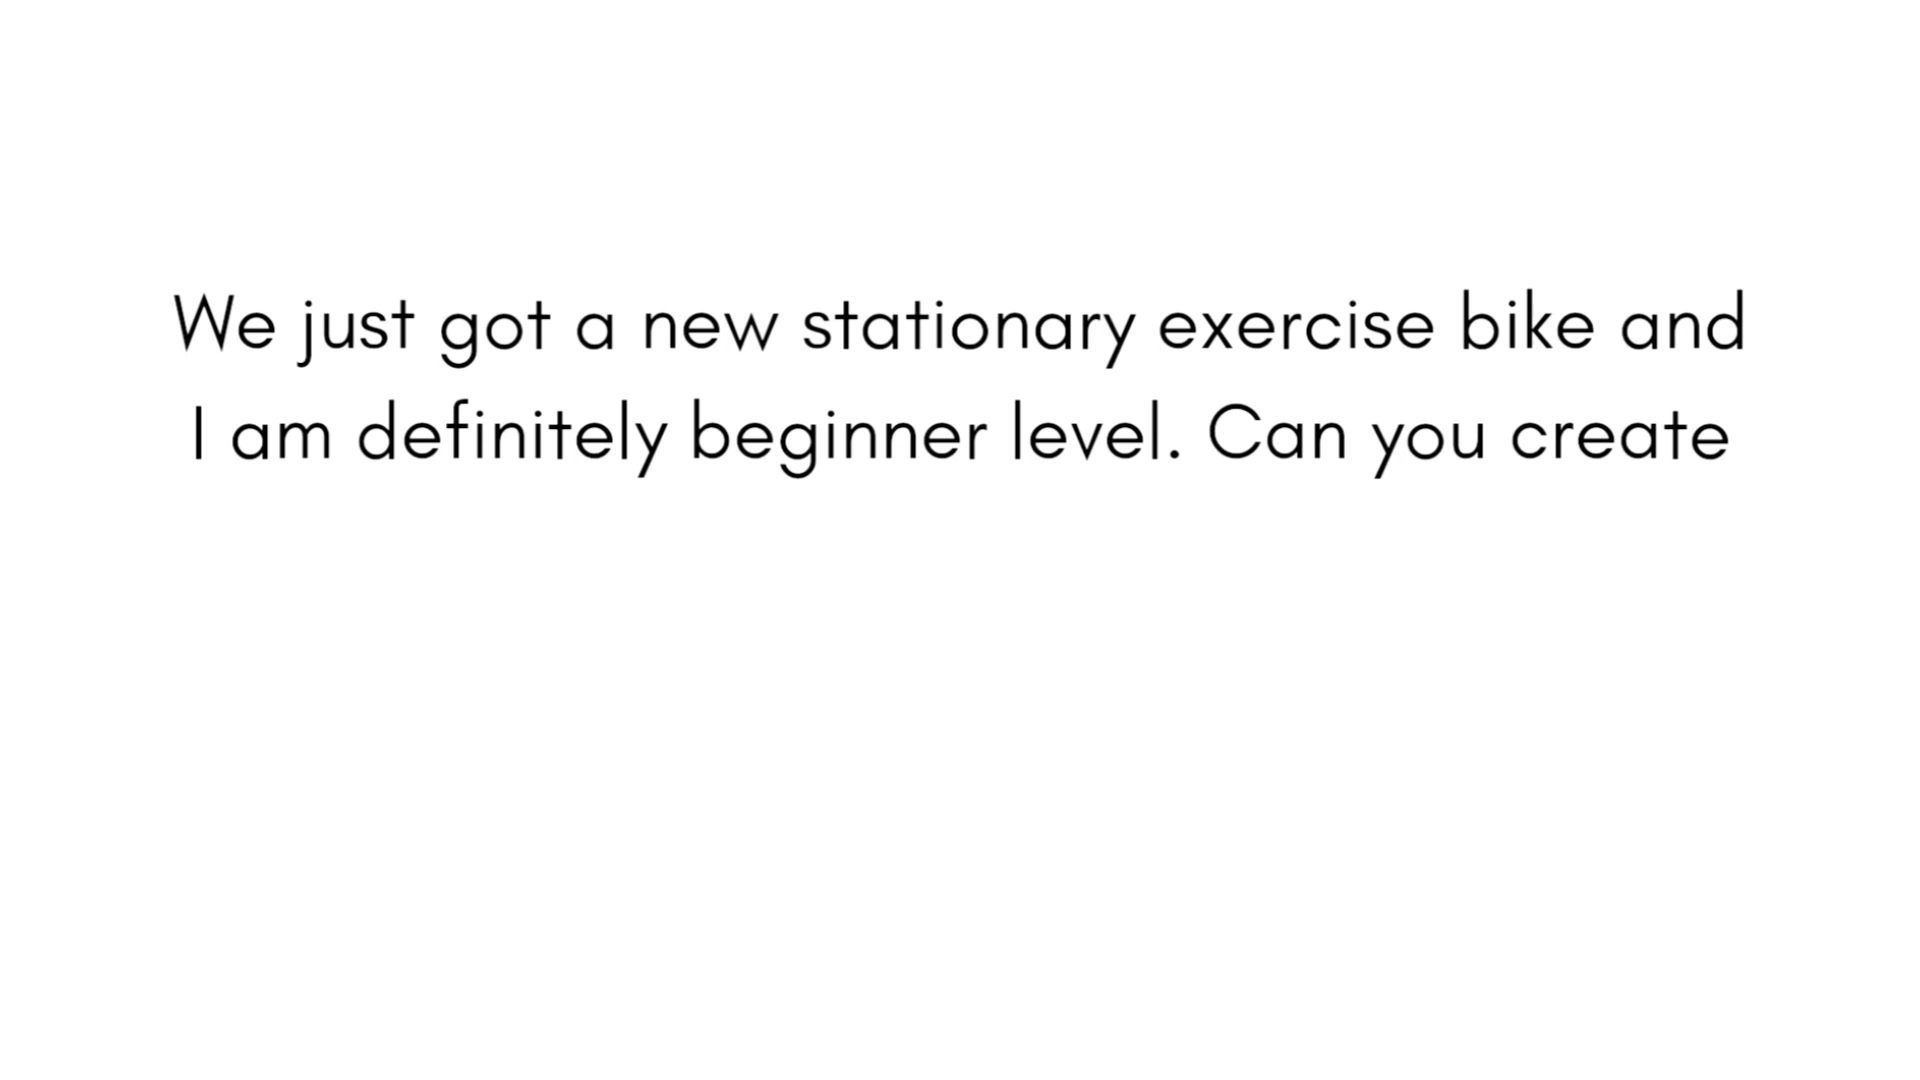 We just got a new stationary exercise bike and
I am definitely beginner level. Can you create